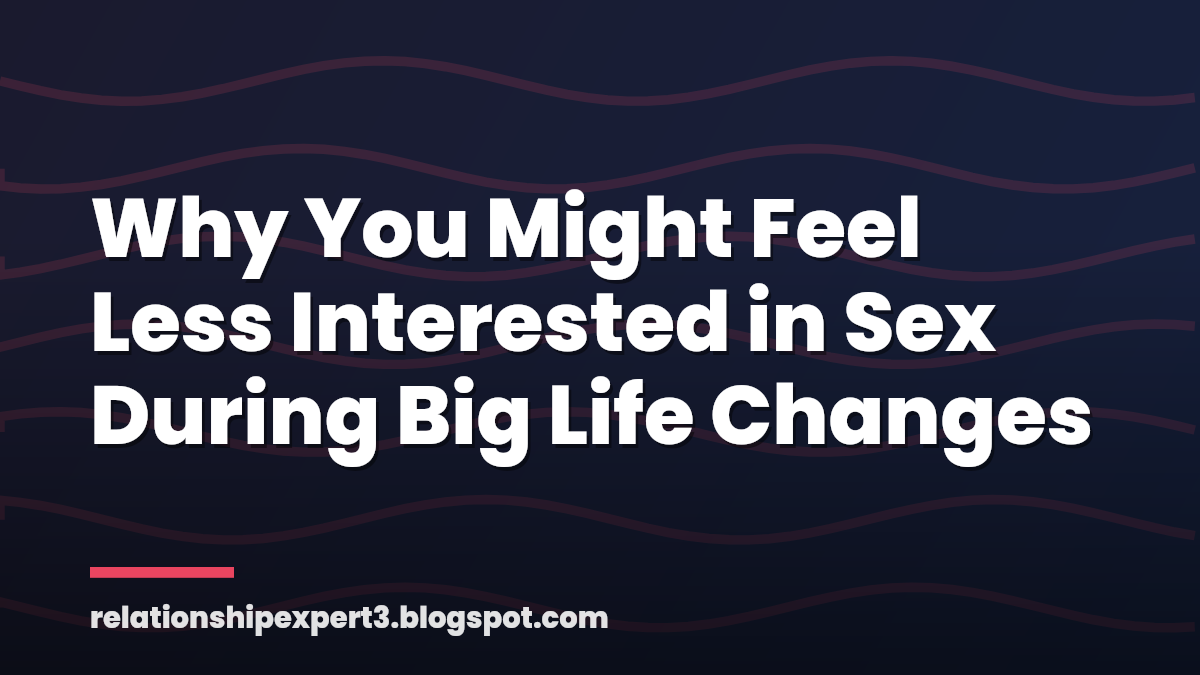 Why You Might Feel
Less Interested in Sex
During Big Life Changes
relationshipexpert3.blogspot.com